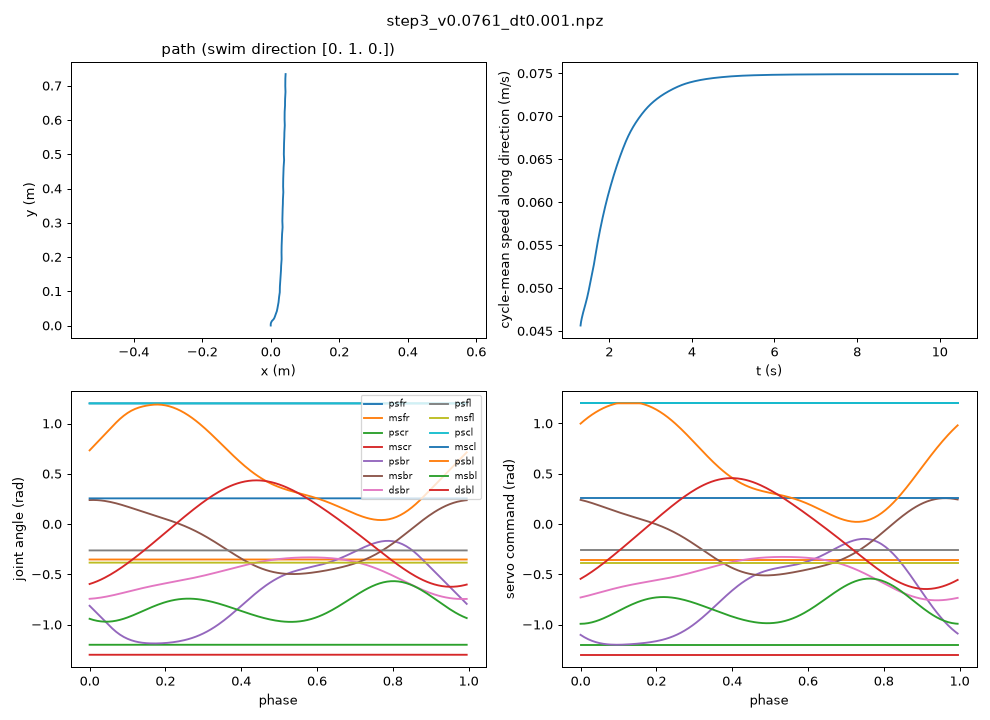 step3_v0.0761_dt0.001.npz
path (swim direction [0. 1. 0.])
y (m)
0.7
0.6
0.5
0.4
0.3
0.2
0.1
0.0
−0.4 −0.2 0.0 0.2 0.4 0.6
x (m)
cycle-mean speed along direction (m/s)
0.075
0.070
0.065
0.060
0.055
0.050
0.045
2 4 6 8 10
t (s)
joint angle (rad)
1.0
0.5
0.0
−0.5
−1.0
psfr psfl
msfr msfl
pscr pscl
mscr mscl
psbr psbl
msbr msbl
dsbr dsbl
0.0 0.2 0.4 0.6 0.8 1.0
phase
servo command (rad)
1.0
0.5
0.0
−0.5
−1.0
0.0 0.2 0.4 0.6 0.8 1.0
phase